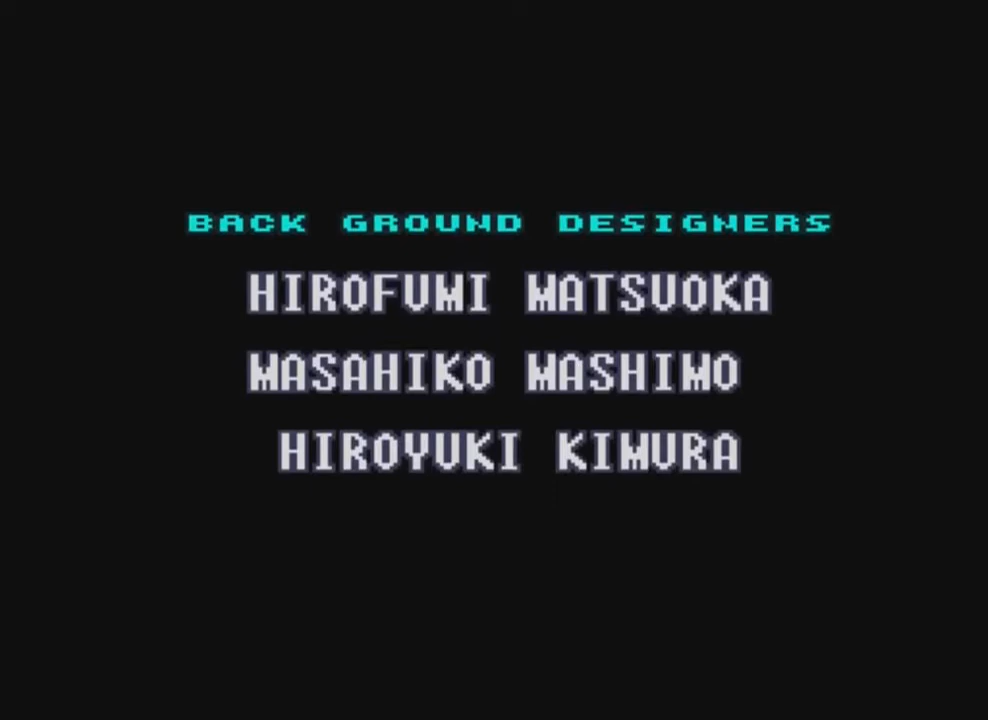 BACK GROUND DESIGNERS
HIROFUMI MATSUOKA
MASAHIKO MASHIMO
HIROYUKI KIMURA